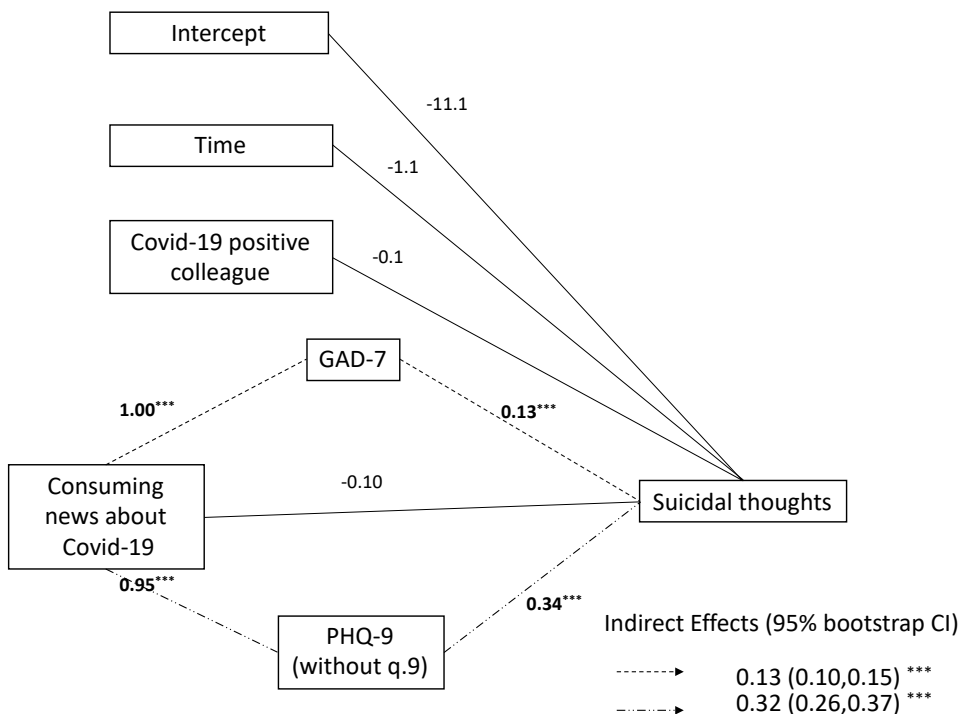 Intercept
-11.1
Time
-1.1
Covid-19 positive
colleague
-0.1
GAD-7
1.00***
0.13***
Consuming
news about
Covid-19
-0.10
Suicidal thoughts
0.95***
0.34***
PHQ-9
(without q.9)
Indirect Effects (95% bootstrap CI)
0.13 (0.10,0.15) ***
0.32 (0.26,0.37) ***